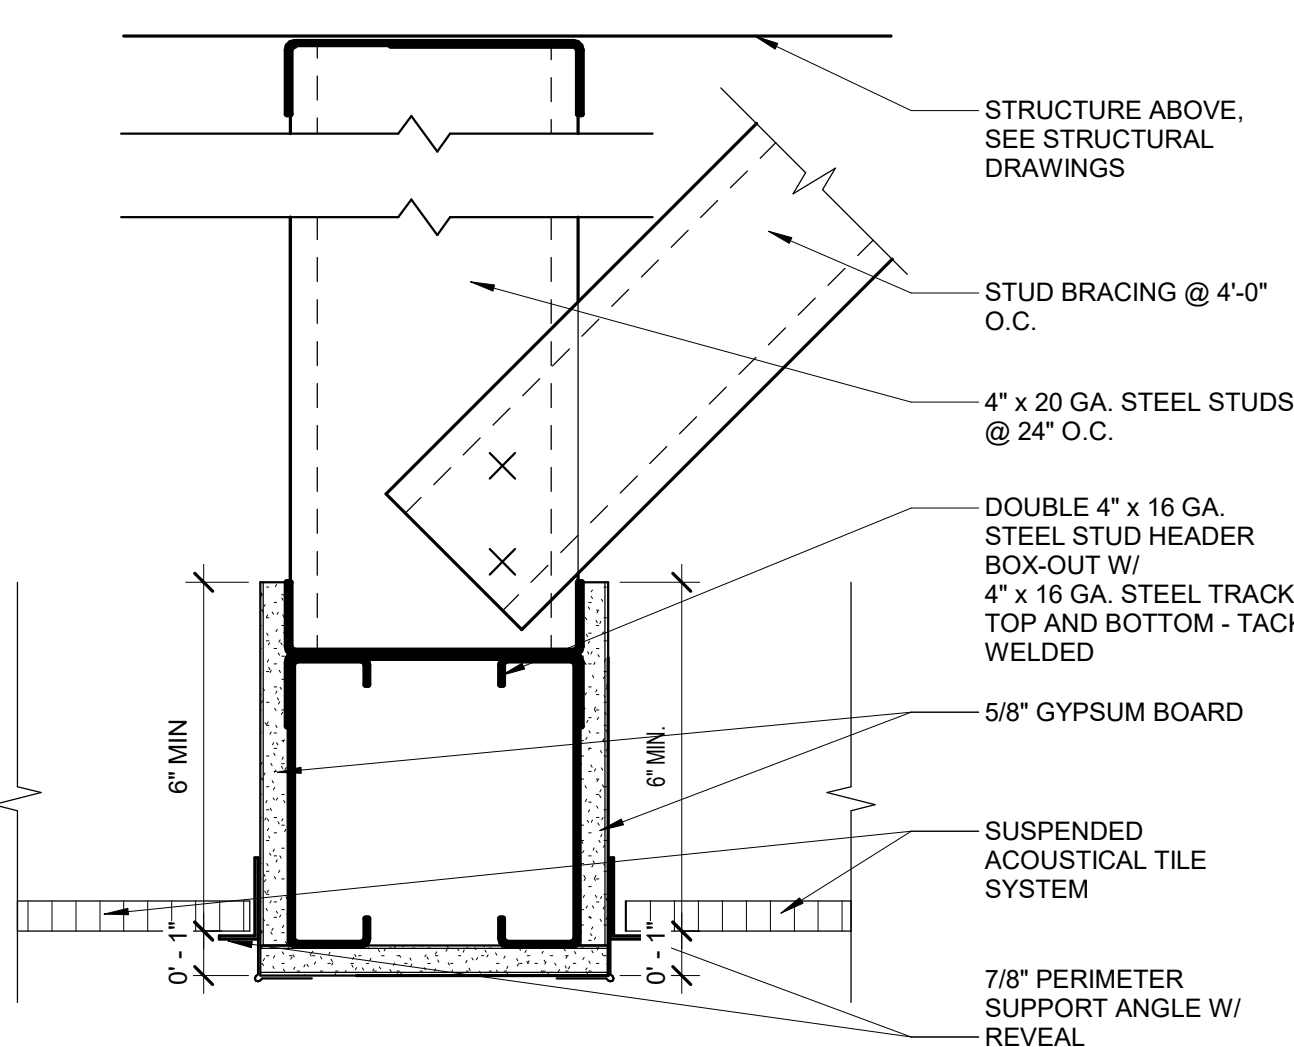 STRUCTURE ABOVE,
SEE STRUCTURAL
DRAWINGS
STUD BRACING @ 4'-0"
O.C.
4" x 20 GA. STEEL STUDS
@ 24" O.C.
DOUBLE 4" x 16 GA.
STEEL STUD HEADER
BOX-OUT W/
4" x 16 GA. STEEL TRACK
TOP AND BOTTOM - TACK
WELDED
5/8" GYPSUM BOARD
SUSPENDED
ACOUSTICAL TILE
SYSTEM
7/8" PERIMETER
SUPPORT ANGLE W/
REVEAL
6" MIN
6" MIN.
0' - 1"
0' - 1"